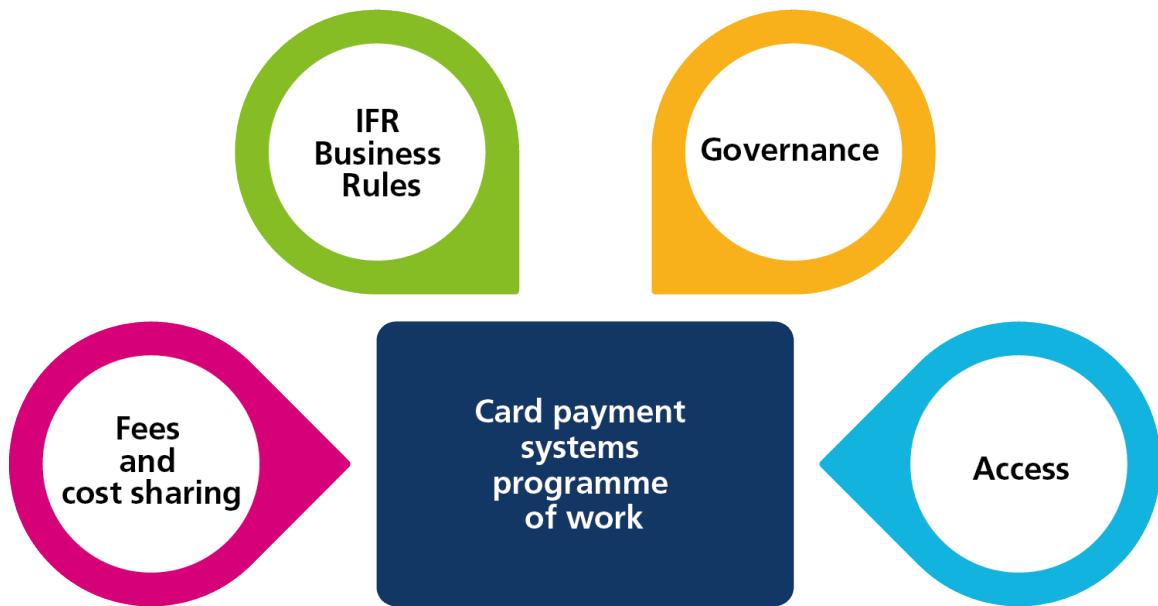 IFR
Business
Rules
Governance
Fees
and
cost sharing
Card payment
systems
programme
of work
Access